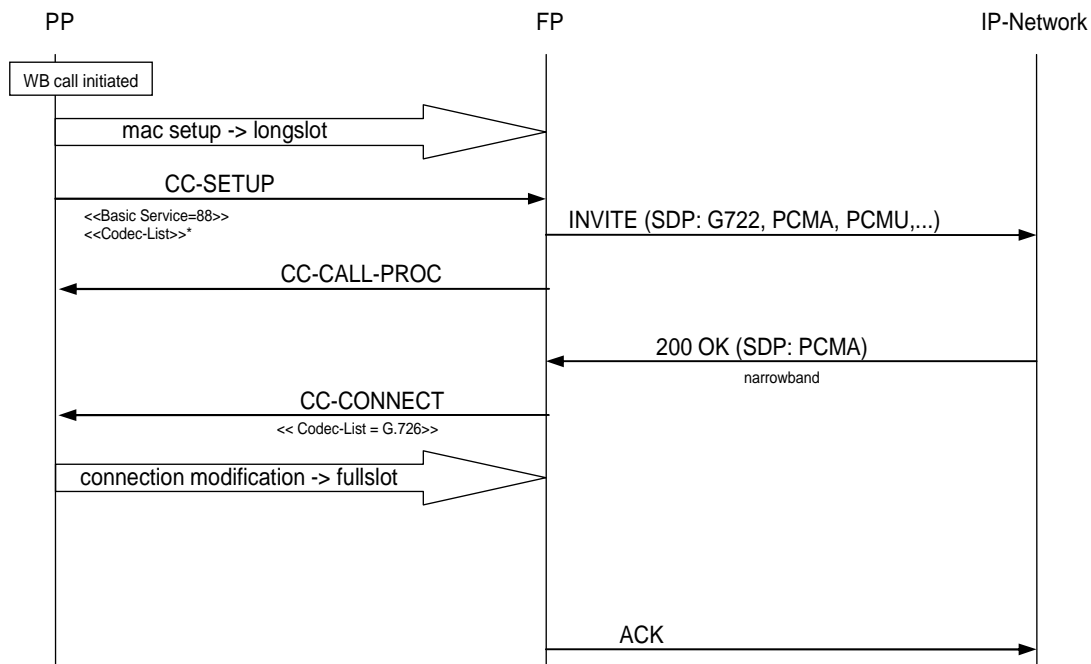 PP
FP
IP-Network
WB call initiated
mac setup -> longslot
CC-SETUP
<<Basic Service=88>>
<<Codec-List>>*
INVITE (SDP: G722, PCMA, PCMU,...)
CC-CALL-PROC
200 OK (SDP: PCMA)
narrowband
CC-CONNECT
<< Codec-List = G.726>>
connection modification -> fullslot
ACK